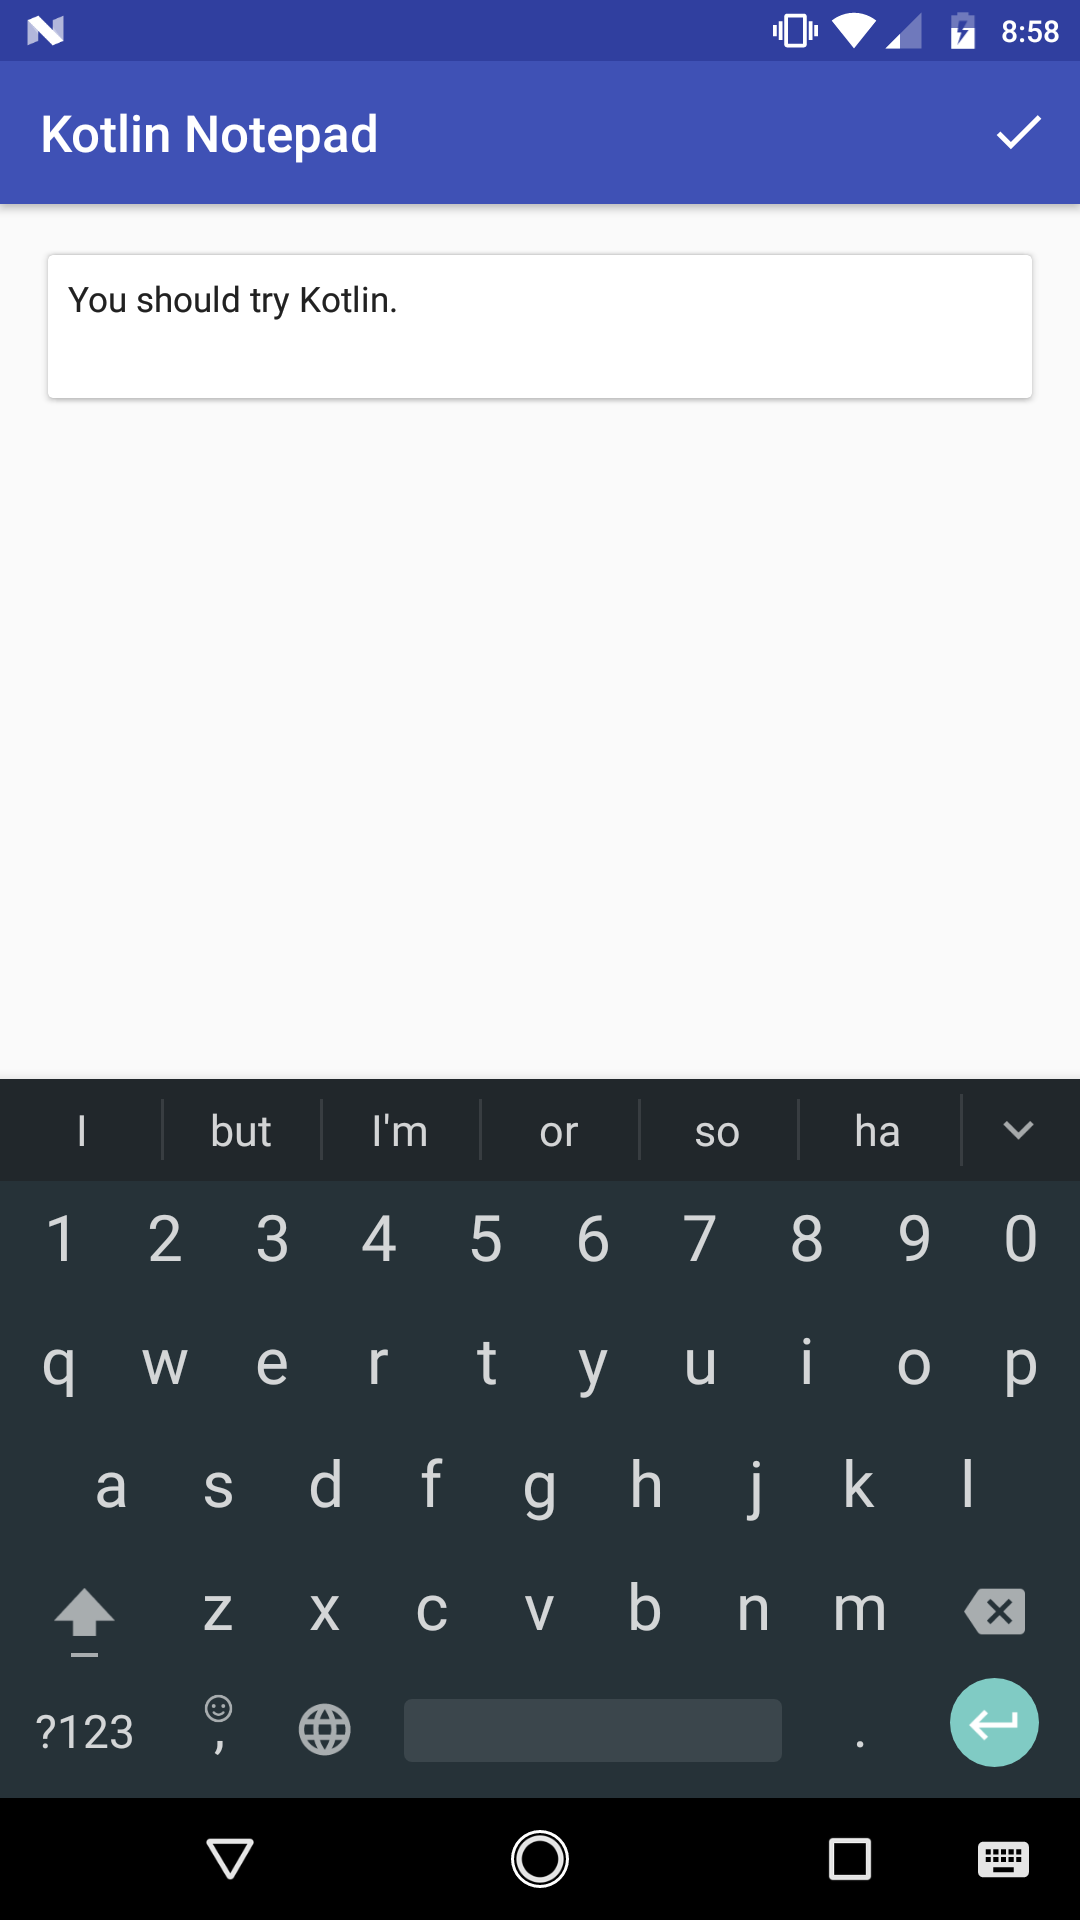 8:58
Kotlin Notepad
You should try Kotlin.
I but I'm or so ha
1 2 3 4 5 6 7 8 9 0
q w e r t y u i o p
a s d f g h j k l
z x c v b n m
?123 , .